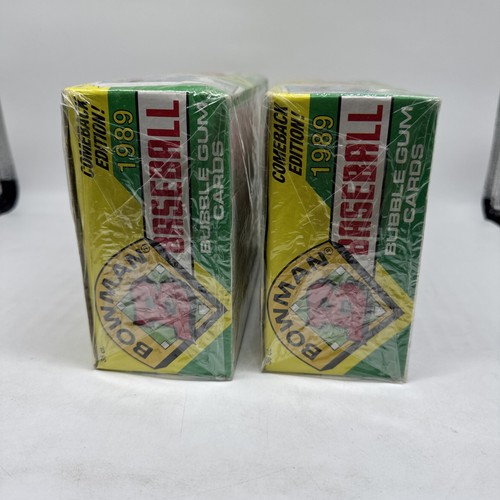 COMEBACK
EDITION!
1989
BASEBALL
BUBBLE GUM
CARDS
BOWMAN®
COMEBACK
EDITION!
1989
BASEBALL
BUBBLE GUM
CARDS
BOWMAN®